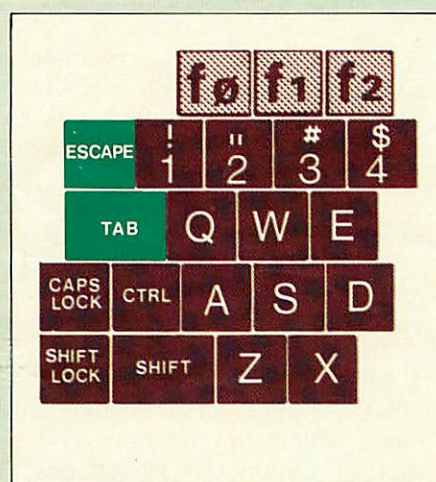 fø f1 f2
! " # $
ESCAPE 1 2 3 4
TAB Q W E
CAPS LOCK CTRL A S D
SHIFT LOCK SHIFT Z X